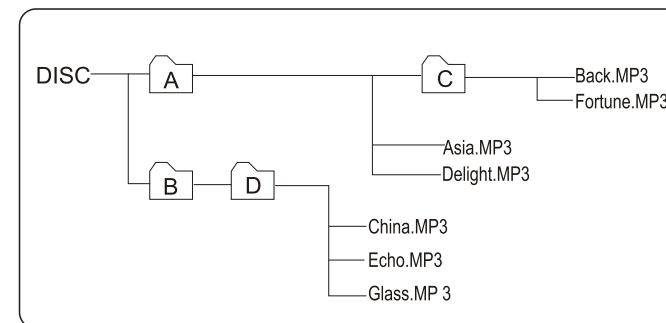 DISC A C Back.MP3
Fortune.MP3
Asia.MP3
B D Delight.MP3
China.MP3
Echo.MP3
Glass.MP 3